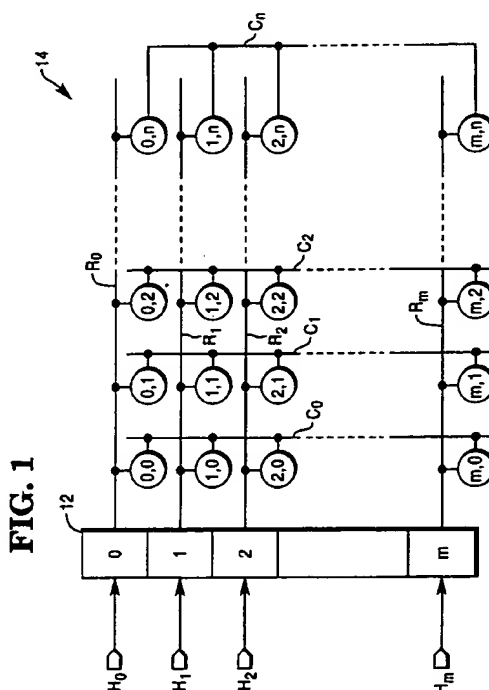 FIG. 1
14
12
H0 0 R0 0,0 0,1 0,2 0,n Cn
H1 1 1,0 1,1 R1 1,2 1,n
H2 2 2,0 2,1 R2 2,2 2,n
C0 C1 C2
Hm m m,0 m,1 Rm m,2 m,n